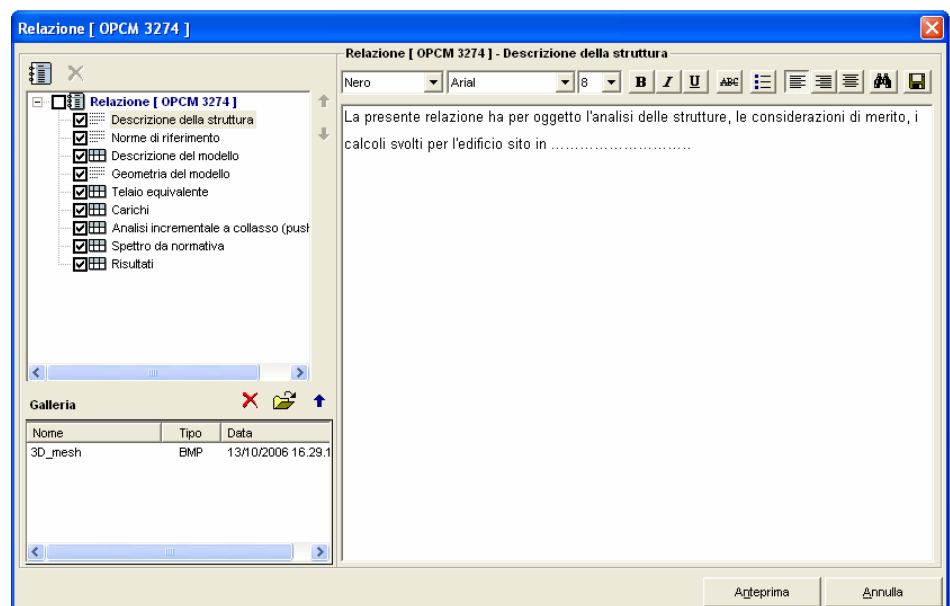 Relazione [ OPCM 3274 ]
Relazione [ OPCM 3274 ]
Descrizione della struttura
Norme di riferimento
Descrizione del modello
Geometria del modello
Telaio equivalente
Carichi
Analisi incrementale a collasso (push
Spettro da normativa
Risultati
Galleria
Nome Tipo Data
3D_mesh BMP 13/10/2006 16.29.1
Relazione [ OPCM 3274 ] - Descrizione della struttura
Nero Arial 8 B I U ABC
La presente relazione ha per oggetto l'analisi delle strutture, le considerazioni di merito, i
calcoli svolti per l'edificio sito in ...............................
Anteprima Annulla